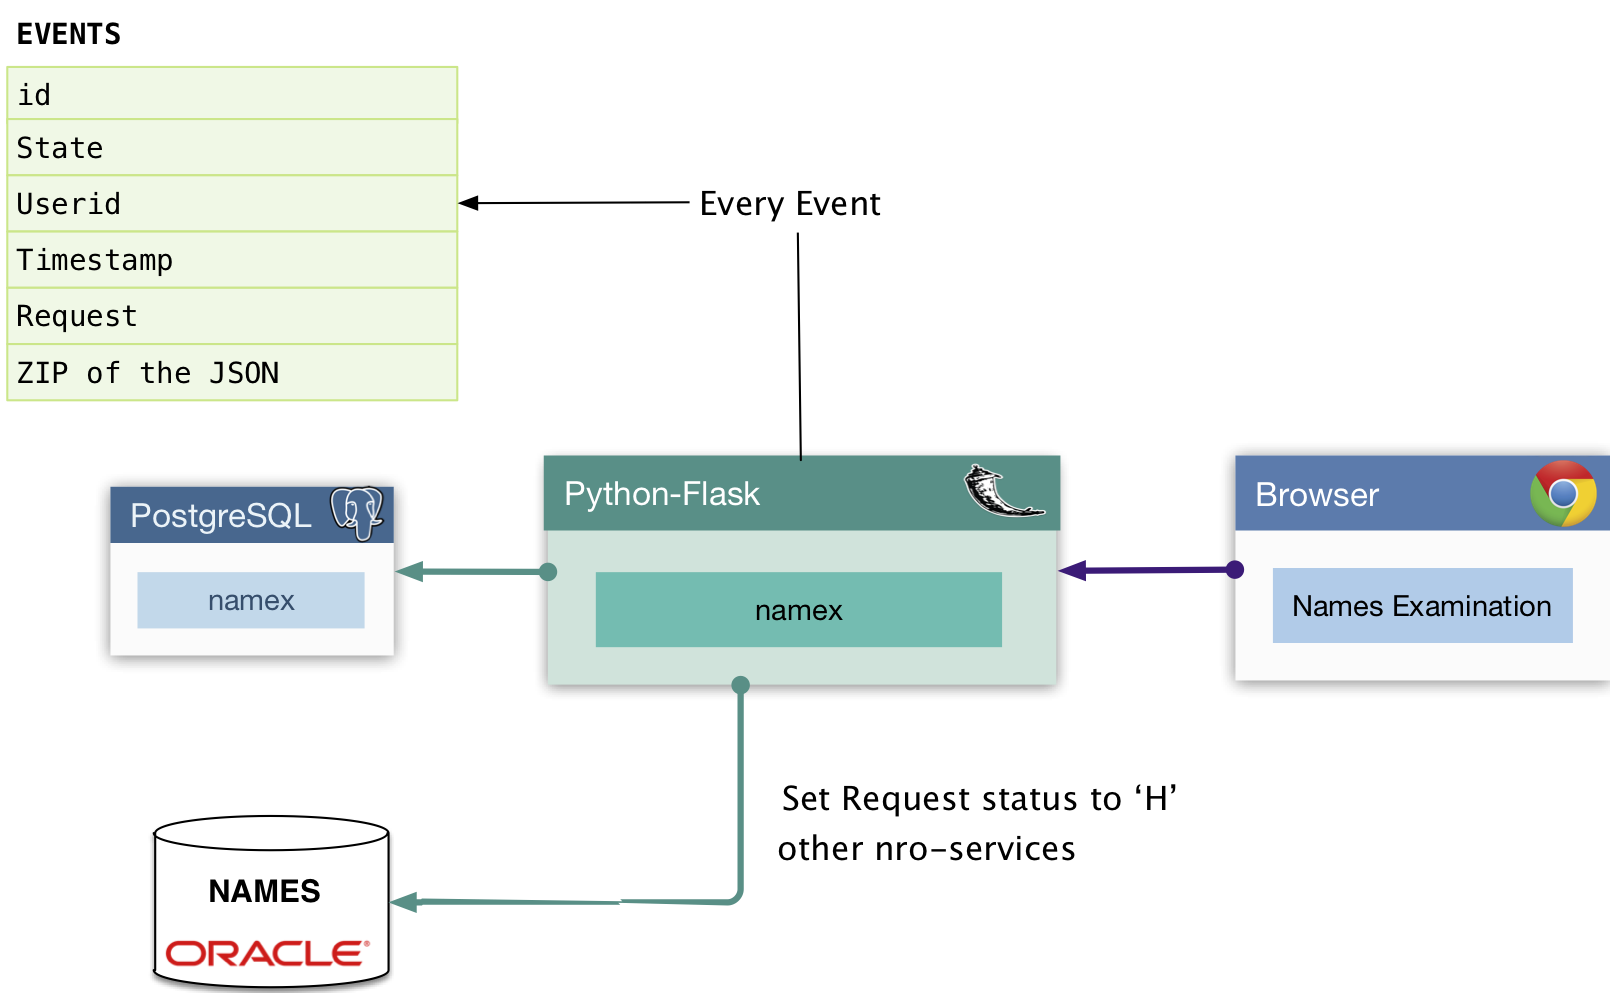 EVENTS
id
State
Userid
Timestamp
Request
ZIP of the JSON
Every Event
PostgreSQL
namex
Python-Flask
namex
Browser
Names Examination
Set Request status to ‘H’
other nro-services
NAMES
ORACLE®